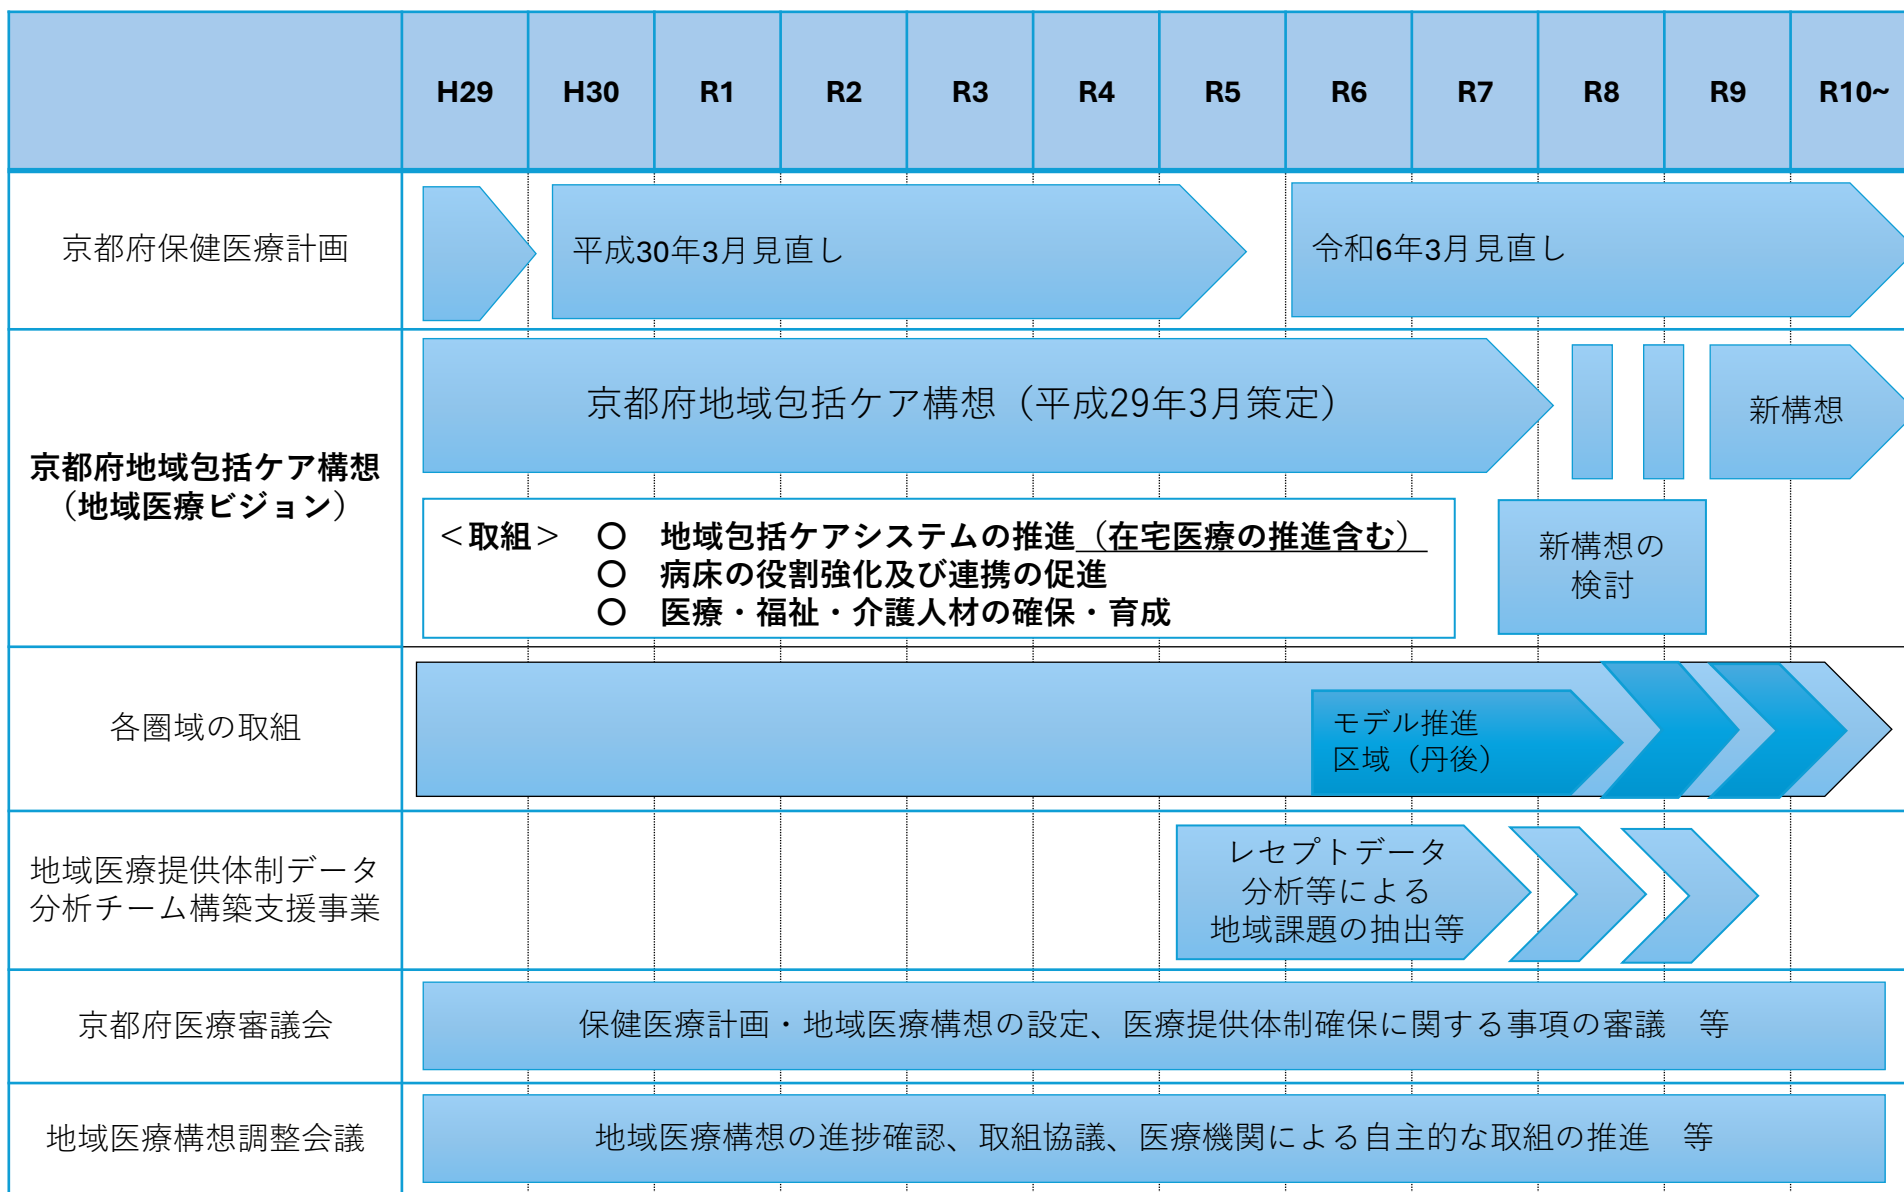 H29 H30 R1 R2 R3 R4 R5 R6 R7 R8 R9 R10~
京都府保健医療計画
平成30年3月見直し
令和6年3月見直し
京都府地域包括ケア構想
（地域医療ビジョン）
京都府地域包括ケア構想（平成29年3月策定）
新構想
＜取組＞ 〇 地域包括ケアシステムの推進（在宅医療の推進含む）
〇 病床の役割強化及び連携の促進
〇 医療・福祉・介護人材の確保・育成
新構想の
検討
各圏域の取組
モデル推進
区域（丹後）
地域医療提供体制データ
分析チーム構築支援事業
レセプトデータ
分析等による
地域課題の抽出等
京都府医療審議会
保健医療計画・地域医療構想の設定、医療提供体制確保に関する事項の審議　等
地域医療構想調整会議
地域医療構想の進捗確認、取組協議、医療機関による自主的な取組の推進　等